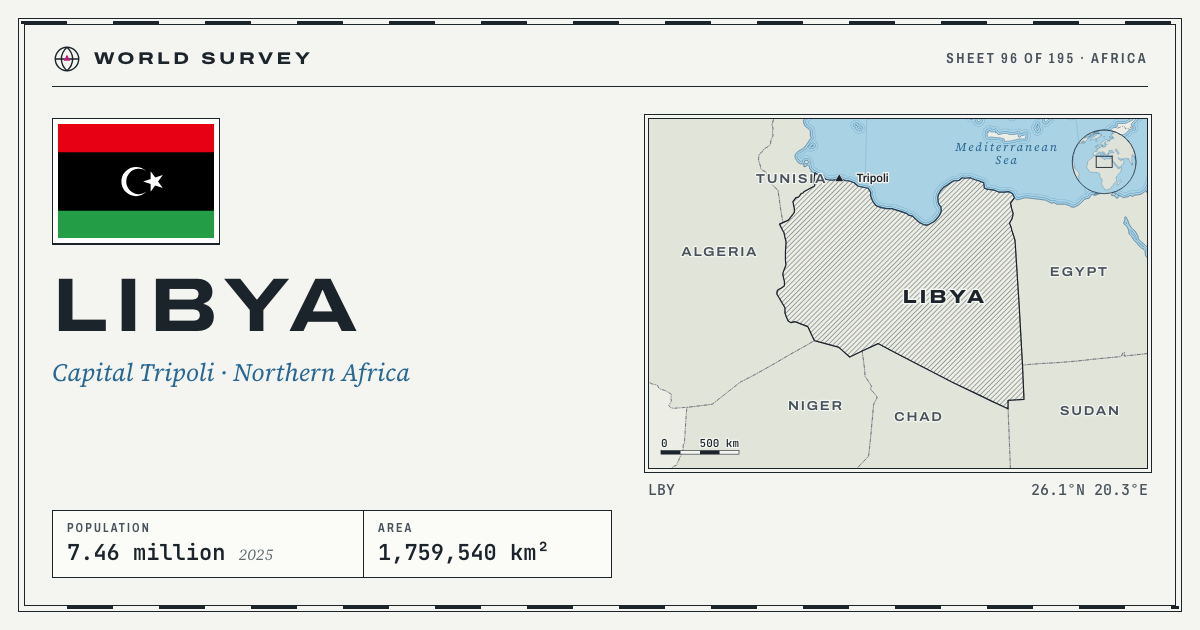 WORLD SURVEY
SHEET 96 OF 195 · AFRICA
LIBYA
Capital Tripoli · Northern Africa
POPULATION
7.46 million 2025
AREA
1,759,540 km²
Mediterranean
Sea
TUNISIA
Tripoli
ALGERIA
EGYPT
LIBYA
NIGER
CHAD
SUDAN
0 500 km
LBY
26.1°N 20.3°E